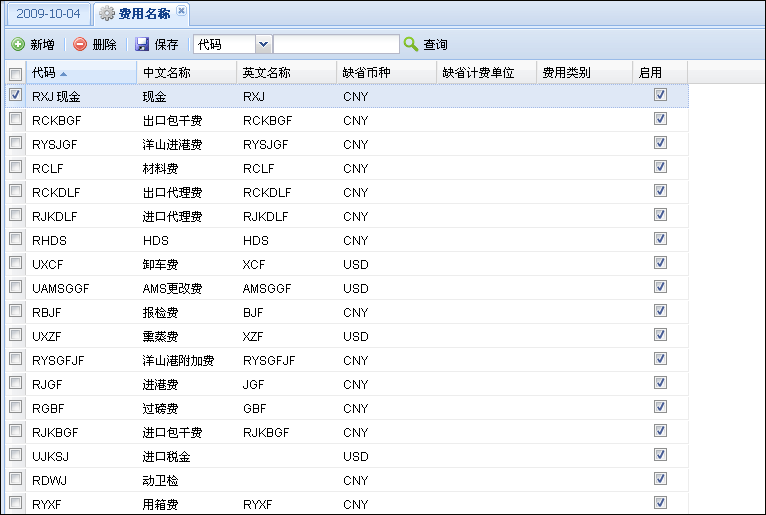 2009-10-04 费用名称
新增 删除 保存 代码 查询
代码 中文名称 英文名称 缺省币种 缺省计费单位 费用类别 启用
RXJ 现金 现金 RXJ CNY
RCKBGF 出口包干费 RCKBGF CNY
RYSJGF 洋山进港费 RYSJGF CNY
RCLF 材料费 RCLF CNY
RCKDLF 出口代理费 RCKDLF CNY
RJKDLF 进口代理费 RJKDLF CNY
RHDS HDS HDS CNY
UXCF 卸车费 XCF USD
UAMSGGF AMS更改费 AMSGGF USD
RBJF 报检费 BJF CNY
UXZF 熏蒸费 XZF USD
RYSGFJF 洋山港附加费 RYSGFJF CNY
RJGF 进港费 JGF CNY
RGBF 过磅费 GBF CNY
RJKBGF 进口包干费 RJKBGF CNY
UJKSJ 进口税金 USD
RDWJ 动卫检 CNY
RYXF 用箱费 RYXF CNY